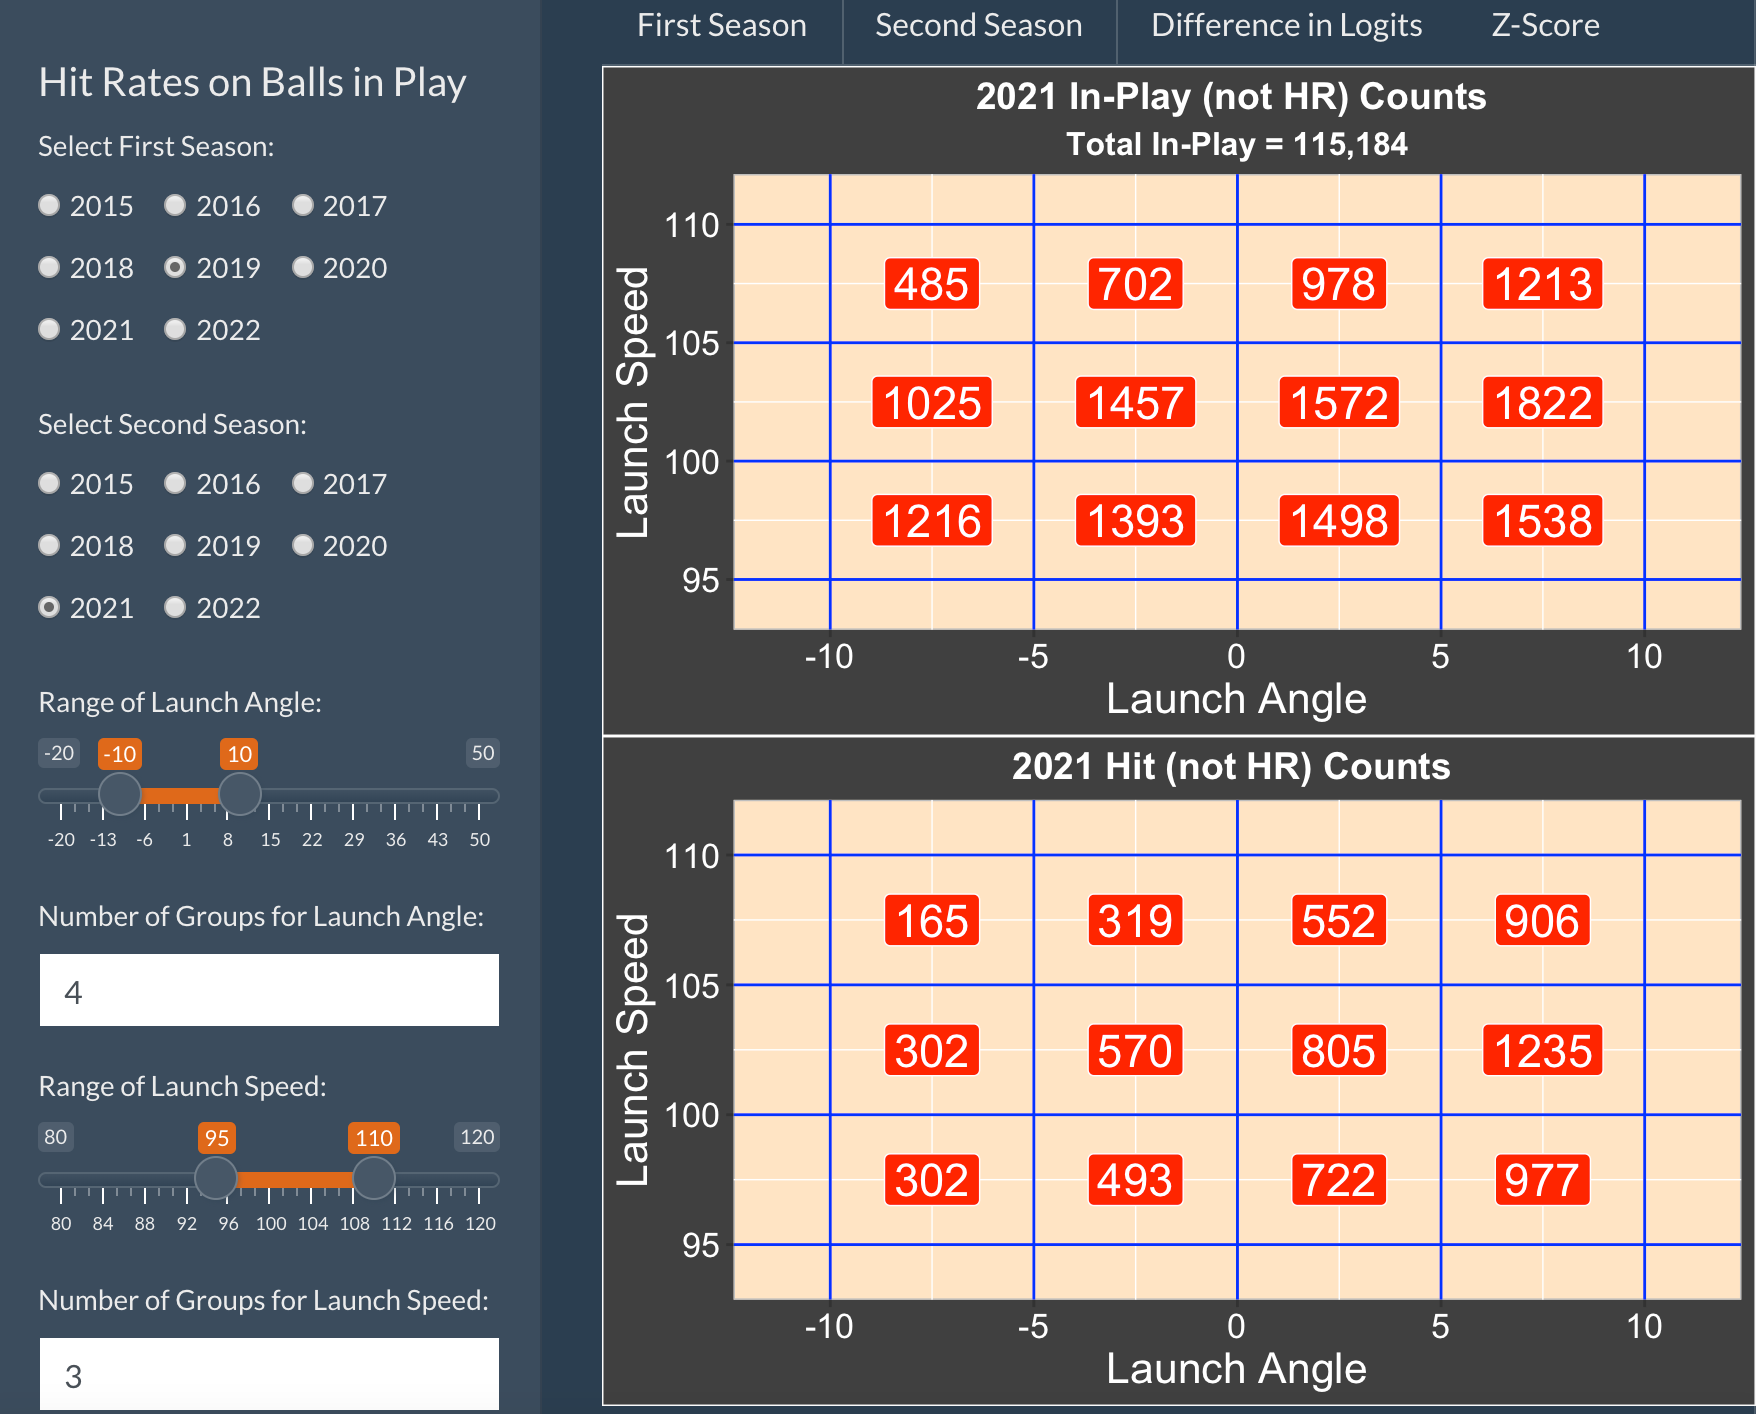 Hit Rates on Balls in Play
Select First Season:
2015 2016 2017
2018 2019 2020
2021 2022
Select Second Season:
2015 2016 2017
2018 2019 2020
2021 2022
Range of Launch Angle:
-20 -10 10 50
-20 -13 -6 1 8 15 22 29 36 43 50
Number of Groups for Launch Angle:
4
Range of Launch Speed:
80 95 110 120
80 84 88 92 96 100 104 108 112 116 120
Number of Groups for Launch Speed:
3
First Season Second Season Difference in Logits Z-Score
2021 In-Play (not HR) Counts
Total In-Play = 115,184
Launch Speed
110
485 702 978 1213
105
1025 1457 1572 1822
100
1216 1393 1498 1538
95
-10 -5 0 5 10
Launch Angle
2021 Hit (not HR) Counts
Launch Speed
110
165 319 552 906
105
302 570 805 1235
100
302 493 722 977
95
-10 -5 0 5 10
Launch Angle